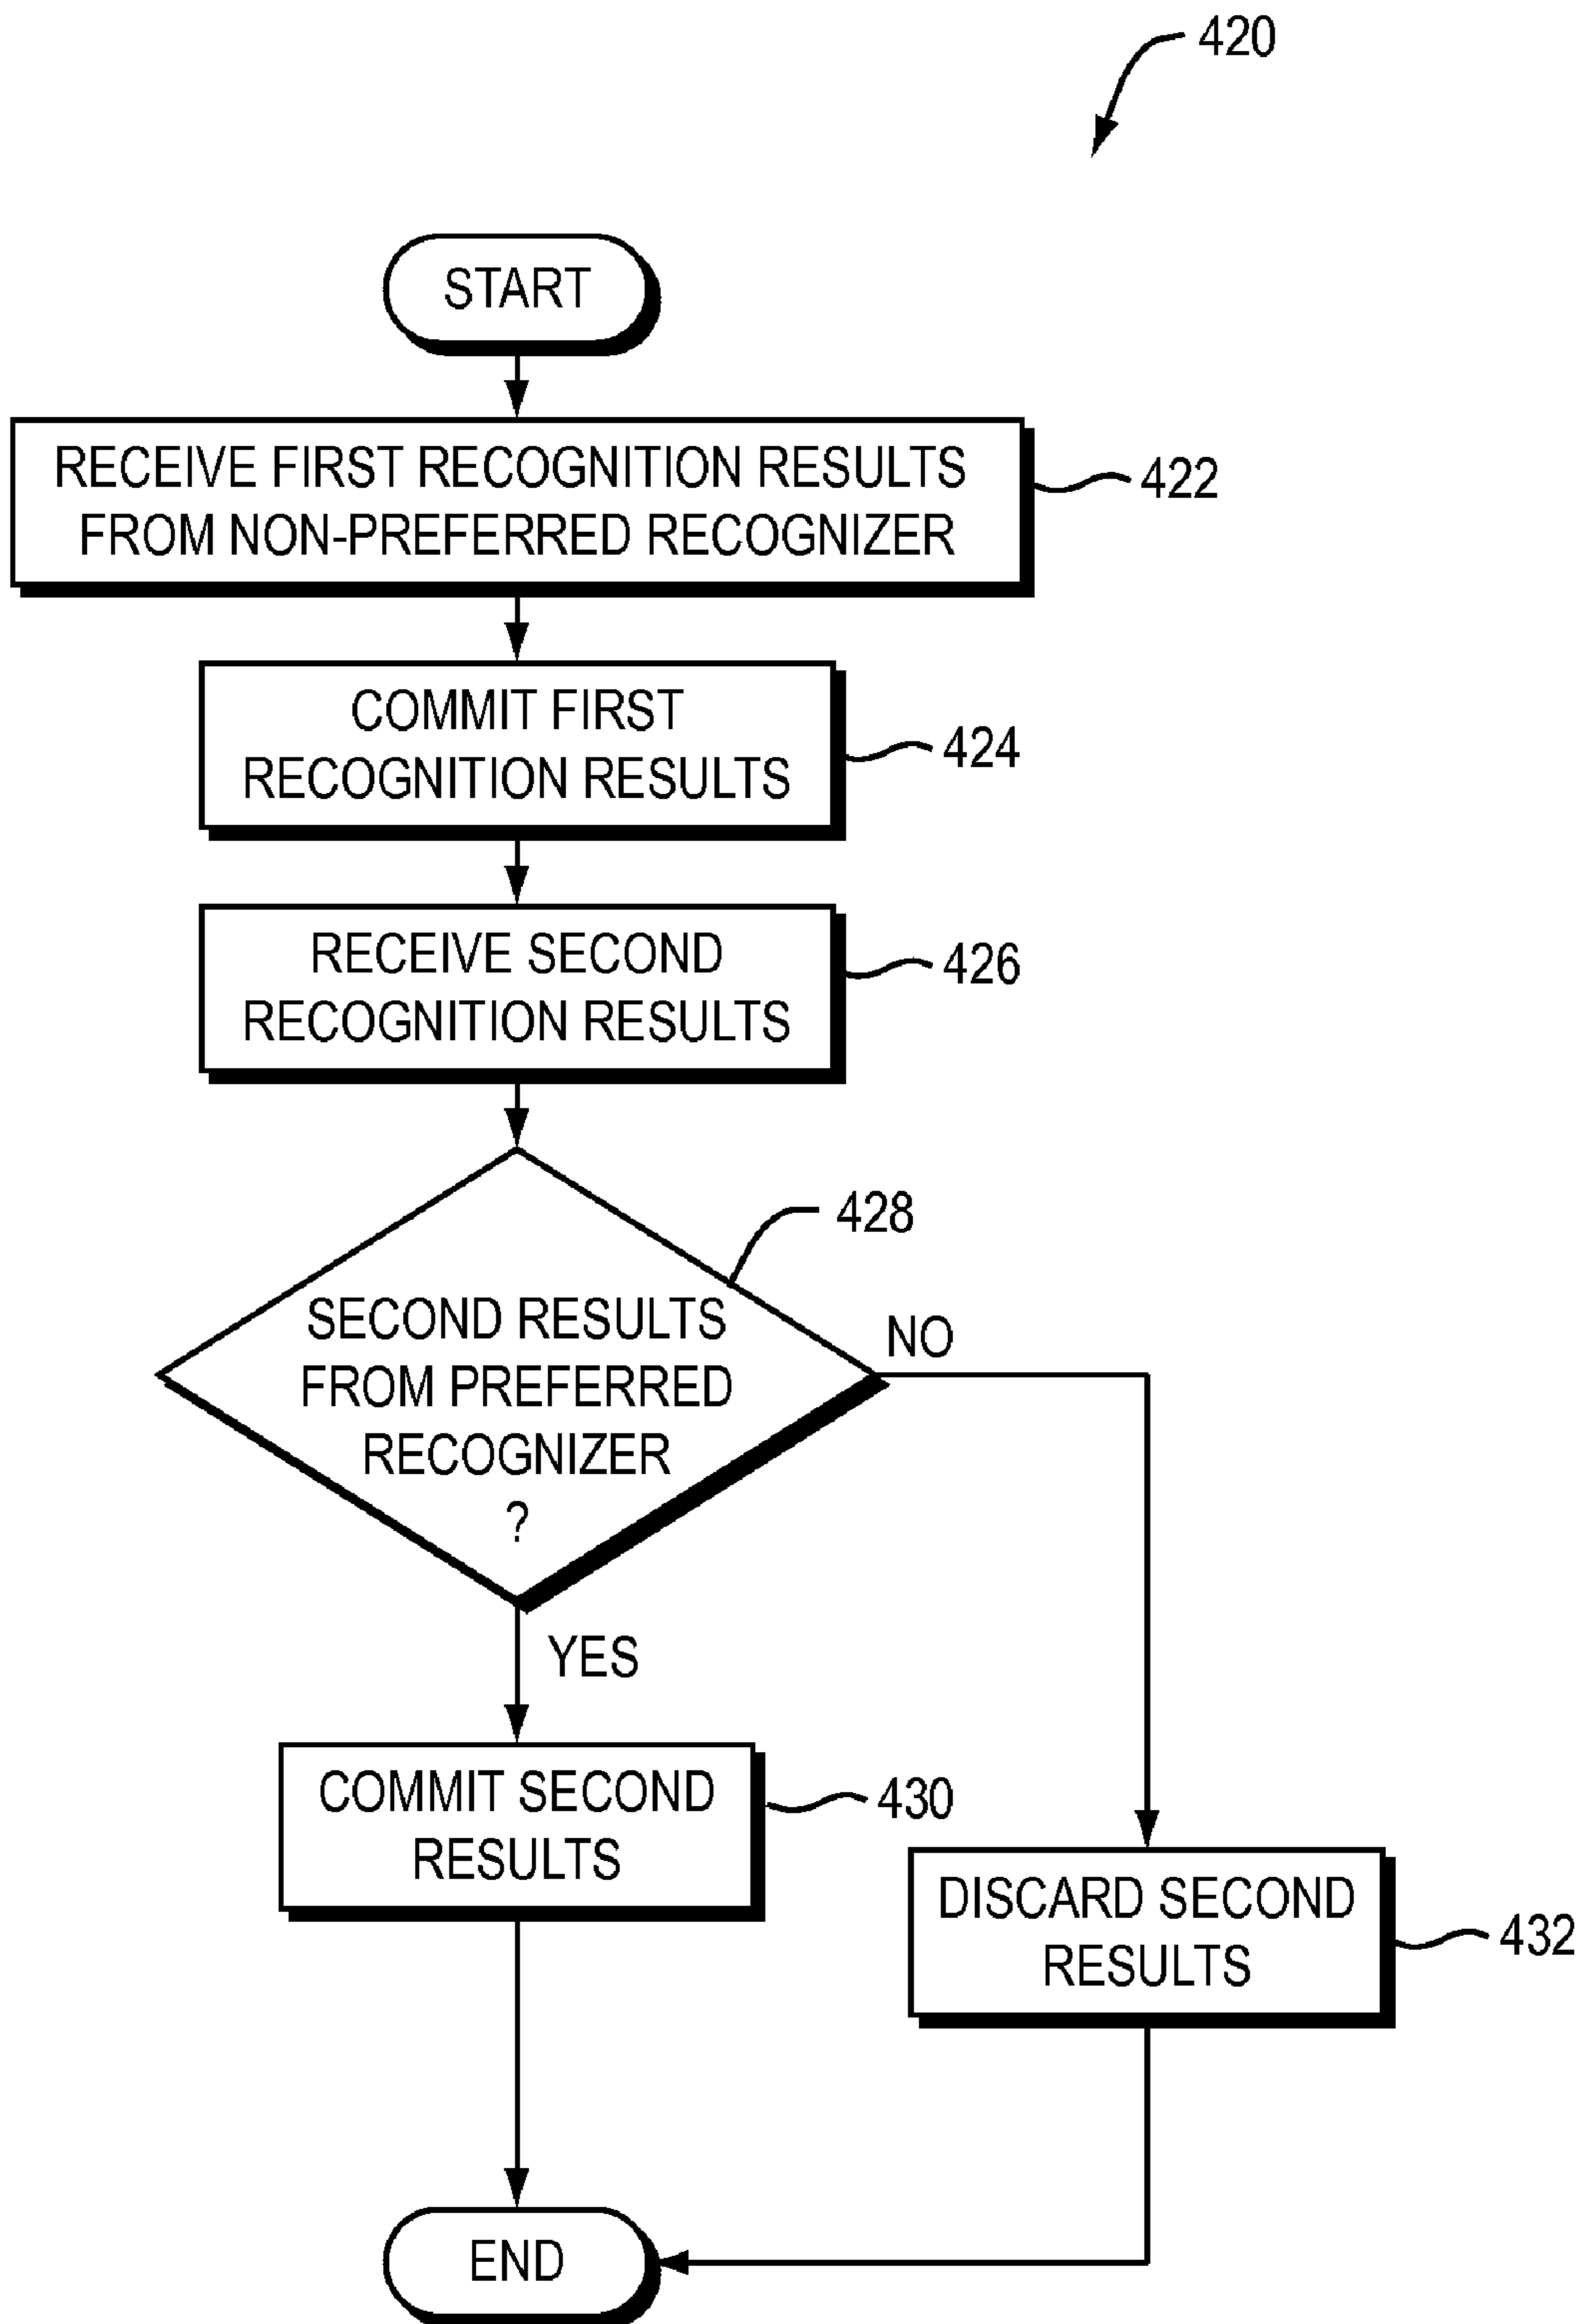 420
START
RECEIVE FIRST RECOGNITION RESULTS
FROM NON-PREFERRED RECOGNIZER
422
COMMIT FIRST
RECOGNITION RESULTS
424
RECEIVE SECOND
RECOGNITION RESULTS
426
428
SECOND RESULTS
FROM PREFERRED
RECOGNIZER
?
NO
YES
COMMIT SECOND
RESULTS
430
DISCARD SECOND
RESULTS
432
END